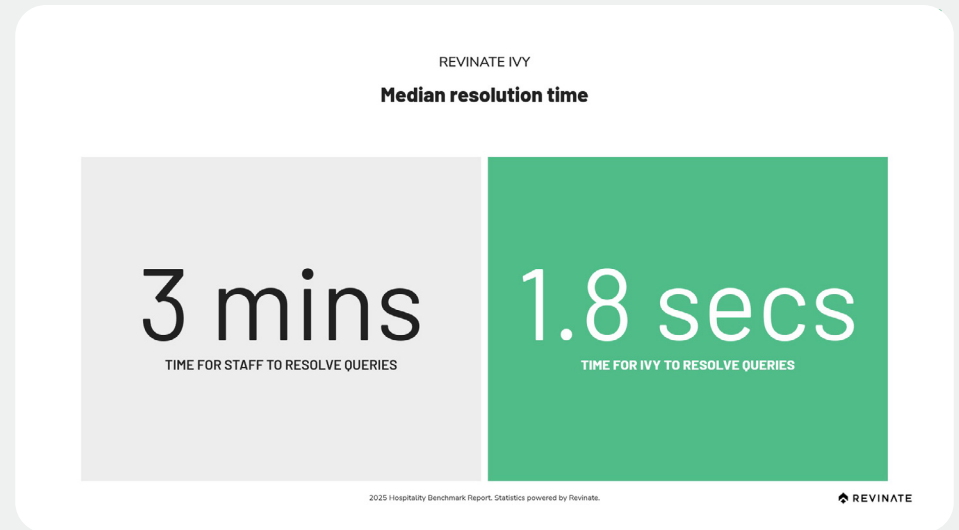 REVINATE IVY
Median resolution time
3 mins
TIME FOR STAFF TO RESOLVE QUERIES
1.8 secs
TIME FOR IVY TO RESOLVE QUERIES
2025 Hospitality Benchmark Report. Statistics powered by Revinate.
REVINATE